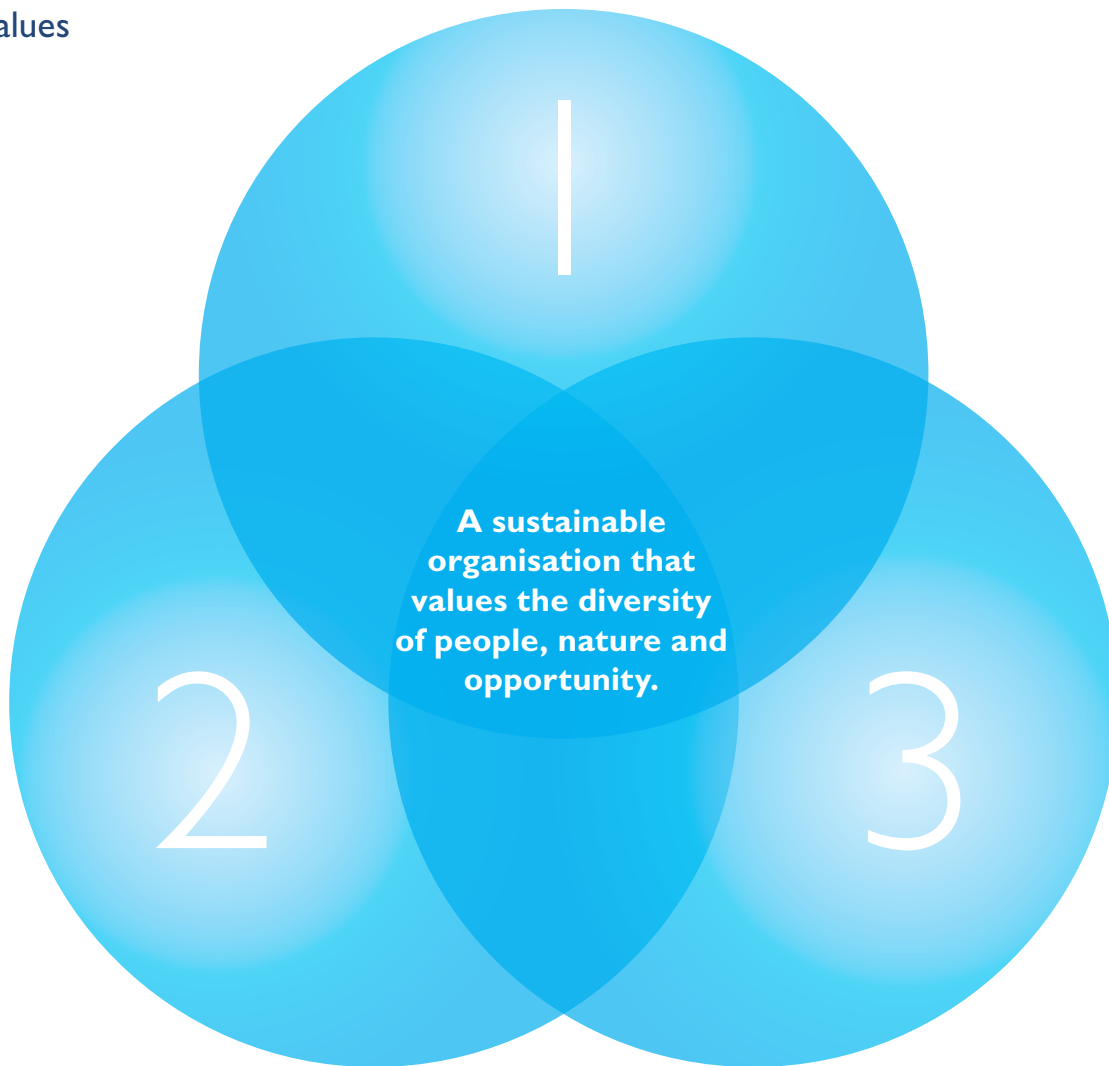 alues
1
A sustainable
organisation that
values the diversity
of people, nature and
opportunity.
2
3